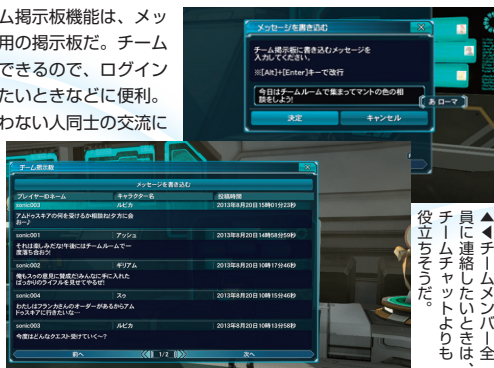 ム掲示板機能は、メッ
用の掲示板だ。チーム
できるので、ログイン
たいときなどに便利。
わない人同士の交流に
メッセージを書き込む
チーム掲示板に書き込むメッセージを
入力してください。
※[Alt]+[Enter]キーで改行
今日はチームルームで集まってマントの色の相
談をしよう!
あ ローマ
決定
キャンセル
チーム掲示板
メッセージを書き込む
プレイヤーIDネーム
キャラクター名
投稿時間
sonic003
ルピカ
2013年8月20日15時01分23秒
アムドゥスキアの何を受けるか相談ね!夕方に会
お〜♪
sonic001
アッシュ
2013年8月20日14時58分59秒
それは楽しみだな!午後にはチームルームで一
度落ち合おう!
sonic002
ギリアム
2013年8月20日10時17分46秒
俺もスゥの意見に賛成だ!みんなに手に入れた
ばっかりのライフルを見せてやるぜ!
sonic004
スゥ
2013年8月20日10時15分46秒
わたしはフランカさんのオーダーがあるからアム
ドゥスキアに行きたいな…
sonic003
ルピカ
2013年8月20日10時13分58秒
今度はどんなクエスト受けていく〜?
前へ
1/2
次へ
▲◀チームメンバー全
員に連絡したいときは、
チームチャットよりも
役立ちそうだ。